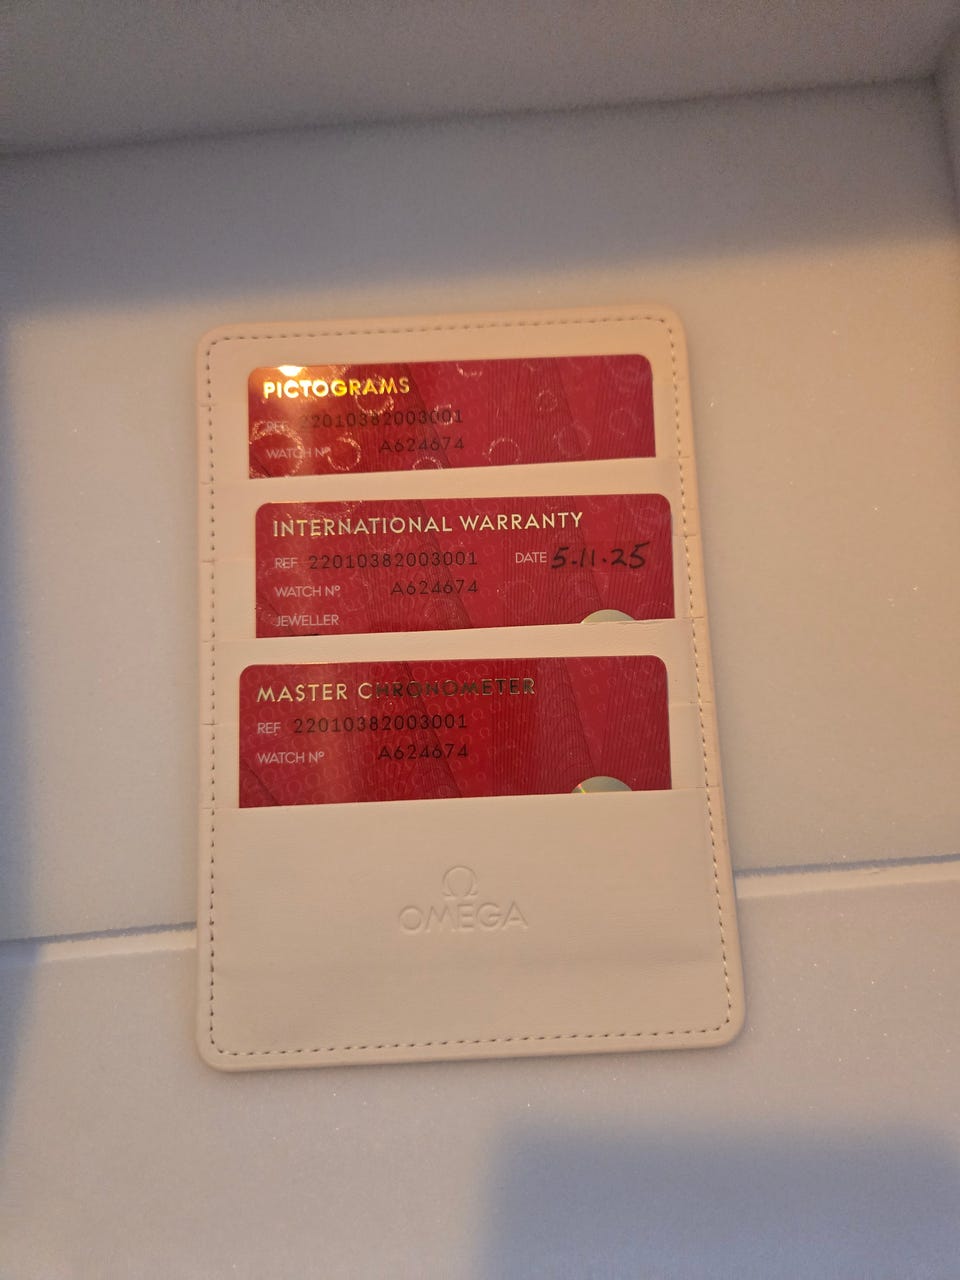 PICTOGRAMS
REF 22010382003001
WATCH Nº A624674
INTERNATIONAL WARRANTY
REF 22010382003001 DATE 5.11.25
WATCH Nº A624674
JEWELLER
MASTER CHRONOMETER
REF 22010382003001
WATCH Nº A624674
Ω
OMEGA